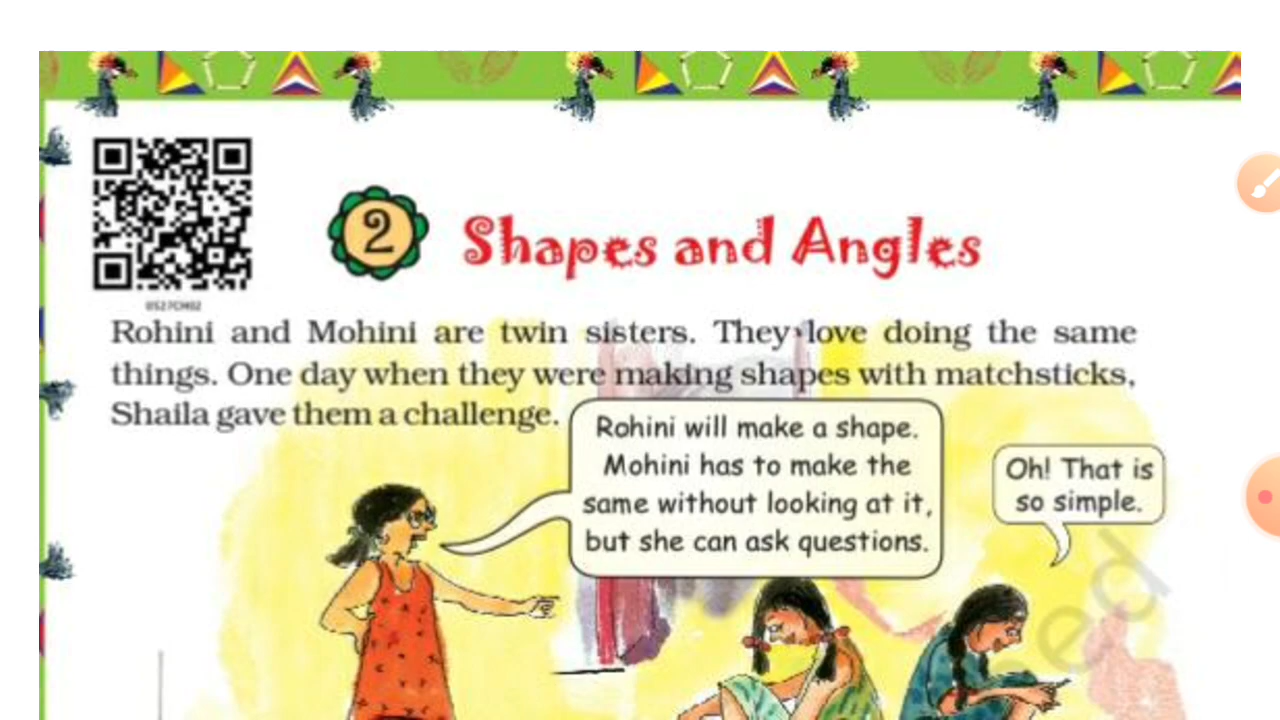 0527CH02
2 Shapes and Angles
Rohini and Mohini are twin sisters. They love doing the same
things. One day when they were making shapes with matchsticks,
Shaila gave them a challenge.
Rohini will make a shape.
Mohini has to make the
same without looking at it,
but she can ask questions.
Oh! That is
so simple.